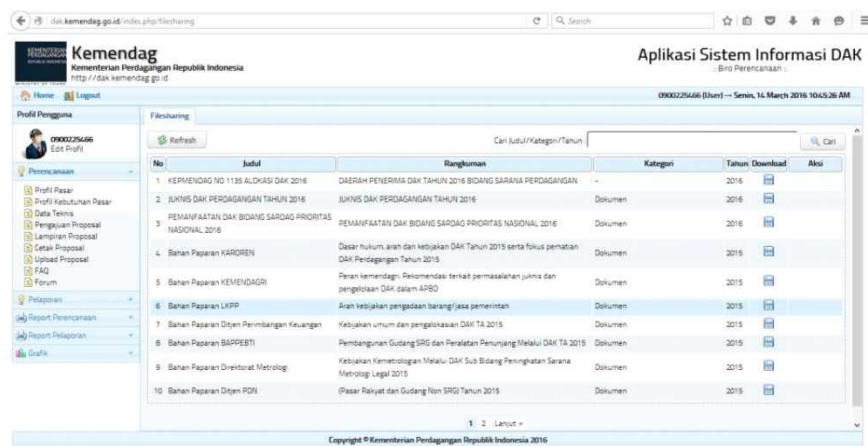 dak.kemendag.go.id/index.php/filesharing
Search
KEMENTERIAN
PERDAGANGAN
Kemendag
Kementerian Perdagangan Republik Indonesia
http://dak.kemendag.go.id
Aplikasi Sistem Informasi DAK
:: Biro Perencanaan ::
Home Logout
0900225466 (User) — Senin, 14 March 2016 10:45:26 AM
Profil Pengguna
0900225466
Edit Profil
Perencanaan
Profil Pasar
Profil Kebutuhan Pasar
Data Teknis
Pengajuan Proposal
Lampiran Proposal
Cetak Proposal
Upload Proposal
FAQ
Forum
Pelaporan
Report Perencanaan
Report Pelaporan
Grafik
Filesharing
Refresh
Cari Judul/Kategori/Tahun :
Cari
No Judul Rangkuman Kategori Tahun Download Aksi
1 KEPMENDAG NO 1135 ALOKASI DAK 2016 DAERAH PENERIMA DAK TAHUN 2016 BIDANG SARANA PERDAGANGAN - 2016
2 JUKNIS DAK PERDAGANGAN TAHUN 2016 JUKNIS DAK PERDAGANGAN TAHUN 2016 Dokumen 2016
3 PEMANFAATAN DAK BIDANG SARDAG PRIORITAS NASIONAL 2016 PEMANFAATAN DAK BIDANG SARDAG PRIORITAS NASIONAL 2016 Dokumen 2016
4 Bahan Paparan KAROREN Dasar hukum, arah dan kebijakan DAK Tahun 2015 serta fokus perhatian DAK Perdagangan Tahun 2015 Dokumen 2015
5 Bahan Paparan KEMENDAGRI Peran kemendagri, Rekomendasi terkait permasalahan juknis dan pengelolaan DAK dalam APBD Dokumen 2015
6 Bahan Paparan LKPP Arah kebijakan pengadaan barang/jasa pemerintah Dokumen 2015
7 Bahan Paparan Ditjen Perimbangan Keuangan Kebijakan umum dan pengalokasian DAK TA 2015 Dokumen 2015
8 Bahan Paparan BAPPEBTI Pembangunan Gudang SRG dan Peralatan Penunjang Melalui DAK TA 2015 Dokumen 2015
9 Bahan Paparan Direktorat Metrologi Kebijakan Kemetrologian Melalui DAK Sub Bidang Peningkatan Sarana Metrologi Legal 2015 Dokumen 2015
10 Bahan Paparan Ditjen PDN (Pasar Rakyat dan Gudang Non SRG) Tahun 2015 Dokumen 2015
1 2 Lanjut »
Copyright © Kementerian Perdagangan Republik Indonesia 2016